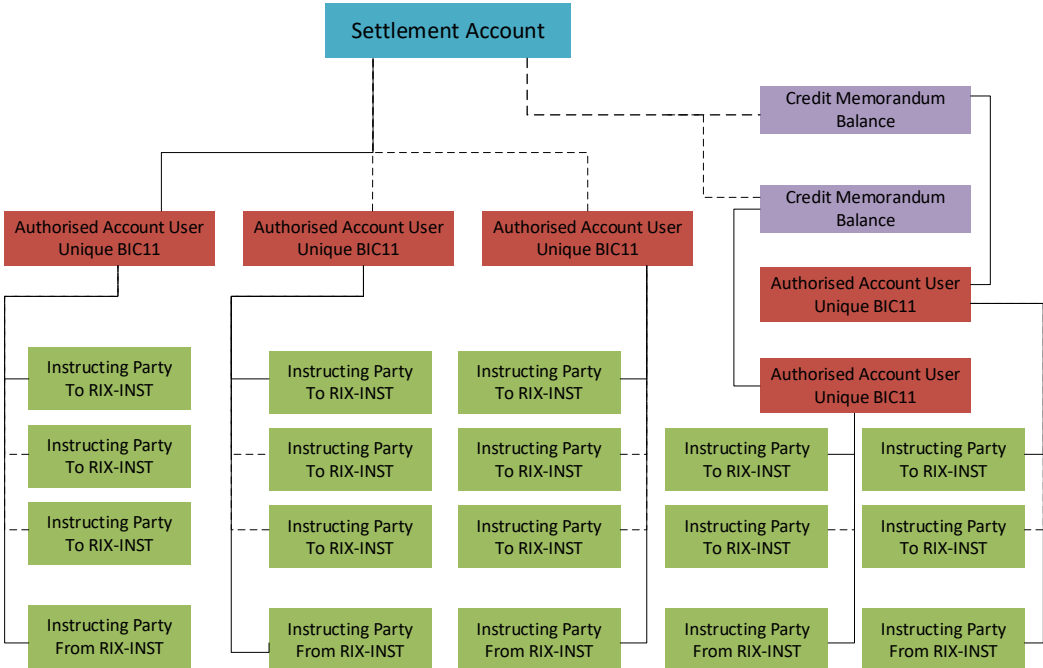 Settlement Account
Credit Memorandum
Balance
Credit Memorandum
Balance
Authorised Account User
Unique BIC11
Authorised Account User
Unique BIC11
Authorised Account User
Unique BIC11
Authorised Account User
Unique BIC11
Authorised Account User
Unique BIC11
Instructing Party
To RIX-INST
Instructing Party
To RIX-INST
Instructing Party
To RIX-INST
Instructing Party
To RIX-INST
Instructing Party
To RIX-INST
Instructing Party
To RIX-INST
Instructing Party
To RIX-INST
Instructing Party
To RIX-INST
Instructing Party
To RIX-INST
Instructing Party
To RIX-INST
Instructing Party
To RIX-INST
Instructing Party
To RIX-INST
Instructing Party
To RIX-INST
Instructing Party
From RIX-INST
Instructing Party
From RIX-INST
Instructing Party
From RIX-INST
Instructing Party
From RIX-INST
Instructing Party
From RIX-INST